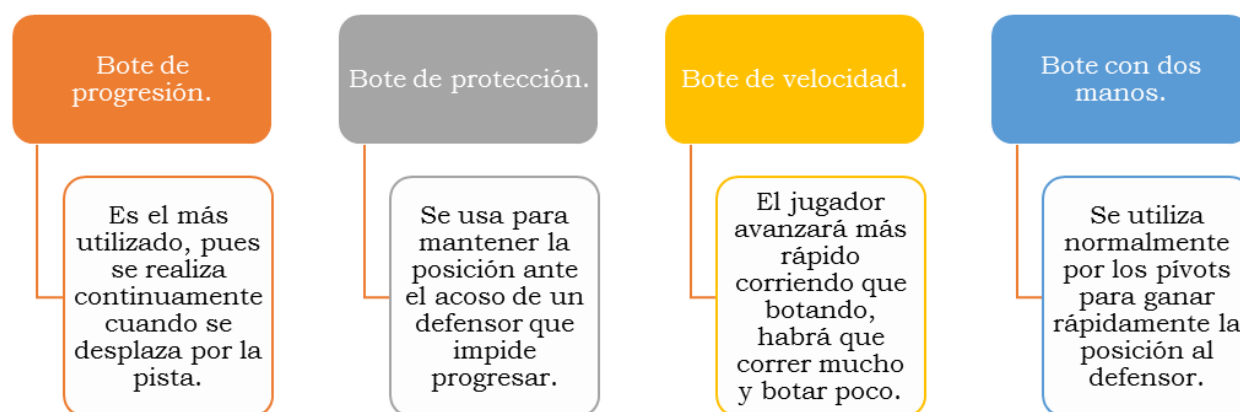 Bote de
progresión.
Es el más
utilizado, pues
se realiza
continuamente
cuando se
desplaza por la
pista.
Bote de protección.
Se usa para
mantener la
posición ante
el acoso de un
defensor que
impide
progresar.
Bote de velocidad.
El jugador
avanzará más
rápido
corriendo que
botando,
habrá que
correr mucho
y botar poco.
Bote con dos
manos.
Se utiliza
normalmente
por los pívots
para ganar
rápidamente la
posición al
defensor.